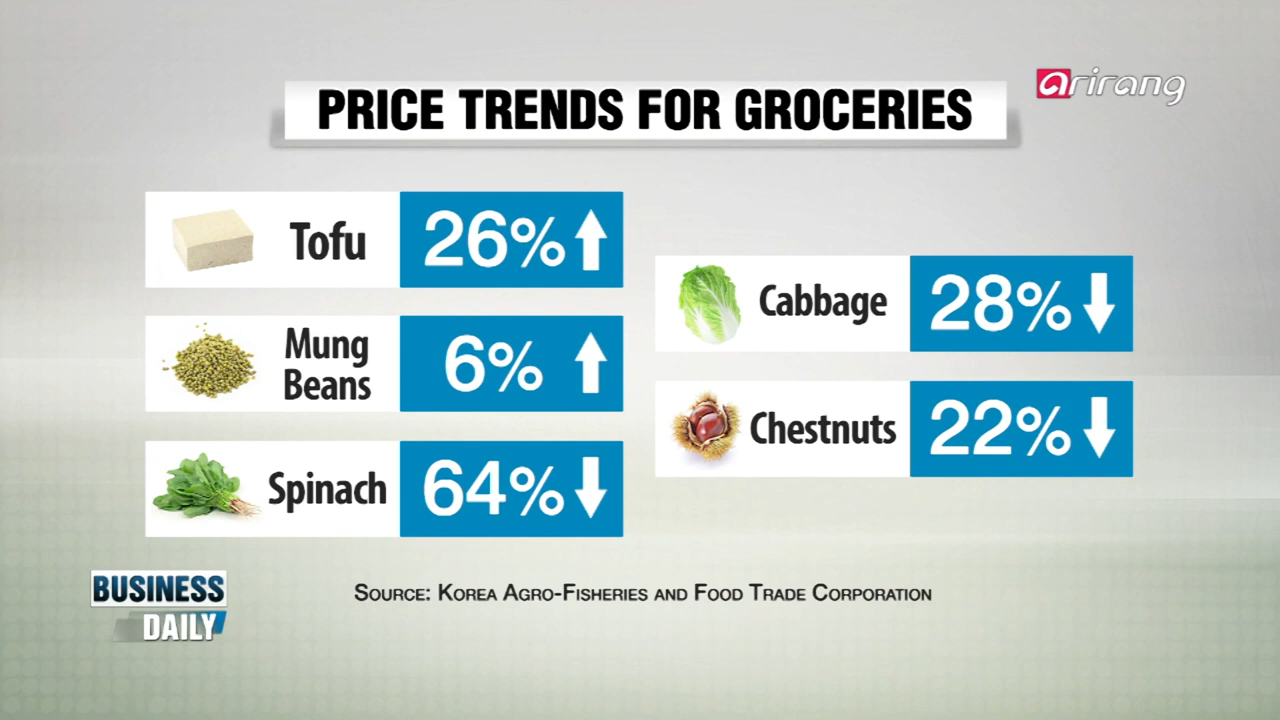 arirang
PRICE TRENDS FOR GROCERIES
Tofu
26%↑
Mung
Beans
6% ↑
Spinach
64%↓
Cabbage
28%↓
Chestnuts
22%↓
BUSINESS
DAILY
SOURCE: KOREA AGRO-FISHERIES AND FOOD TRADE CORPORATION